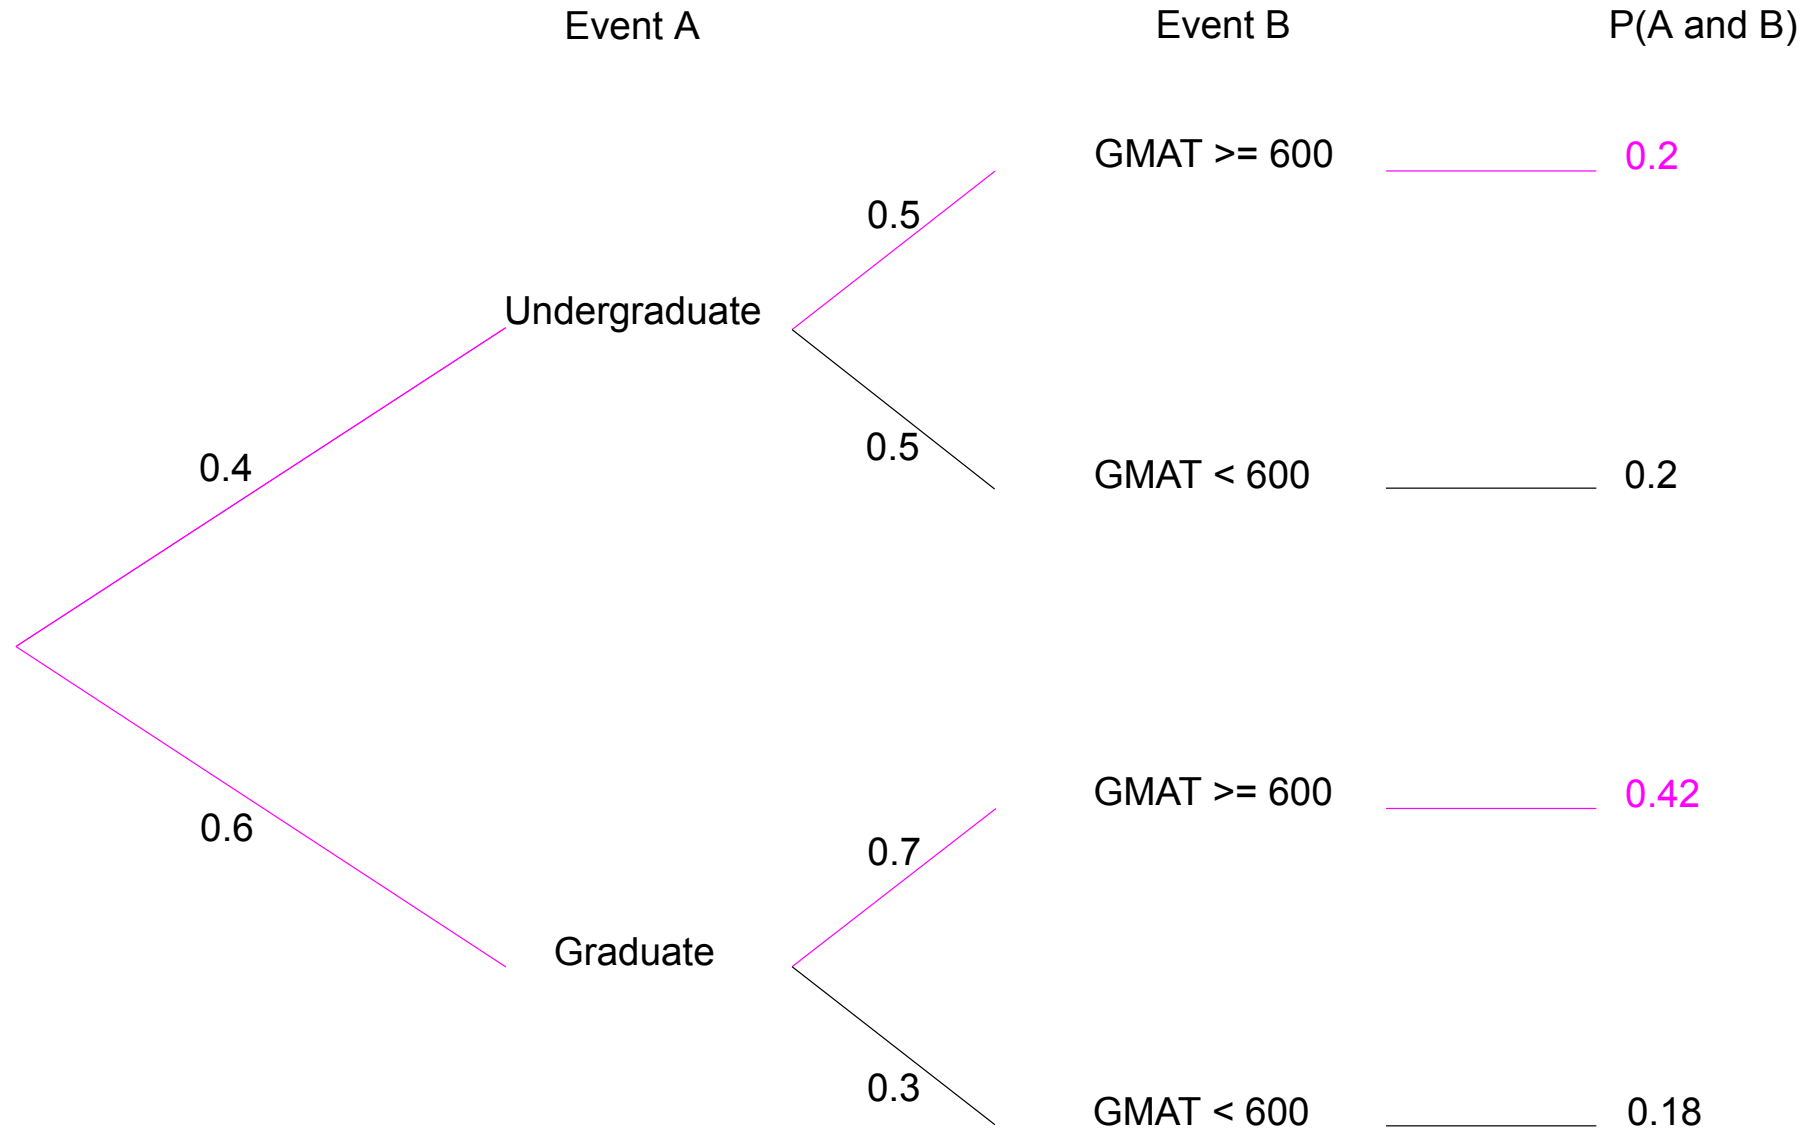 Event A Event B P(A and B)
GMAT >= 600 0.2
0.5
Undergraduate
0.5
0.4
GMAT < 600 0.2
GMAT >= 600 0.42
0.6
0.7
Graduate
0.3
GMAT < 600 0.18